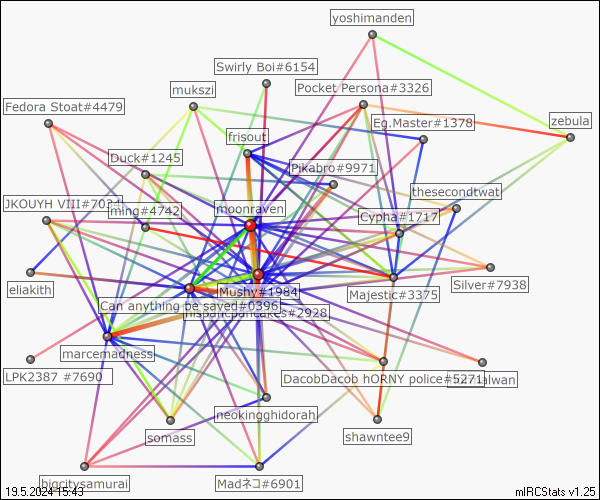 yoshimanden
Swirly Boi#6154
Pocket Persona#3326
mukszi
Fedora Stoat#4479
Eg.Master#1378
zebula
frisout
Duck#1245
Pikabro#9971
thesecondtwat
JKOUYH VIII#7034
ming#4742
moonraven
Cypha#1717
eliakith
Mushy#1984
Majestic#3375
Silver#7938
Can anything be saved#0396
#2928
marcemadness
LPK2387 #7690
DacobDacob hORNY police#5271
alwan
neokingghidorah
somass
shawntee9
bigcitysamurai
Madネコ#6901
19.5.2024 15:43
mIRCStats v1.25